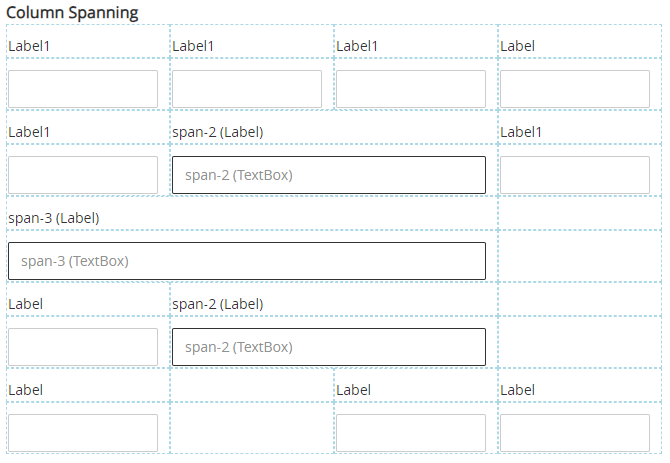 Column Spanning
Label1 Label1 Label1 Label
Label1 span-2 (Label) Label1
span-2 (TextBox)
span-3 (Label)
span-3 (TextBox)
Label span-2 (Label)
span-2 (TextBox)
Label Label Label